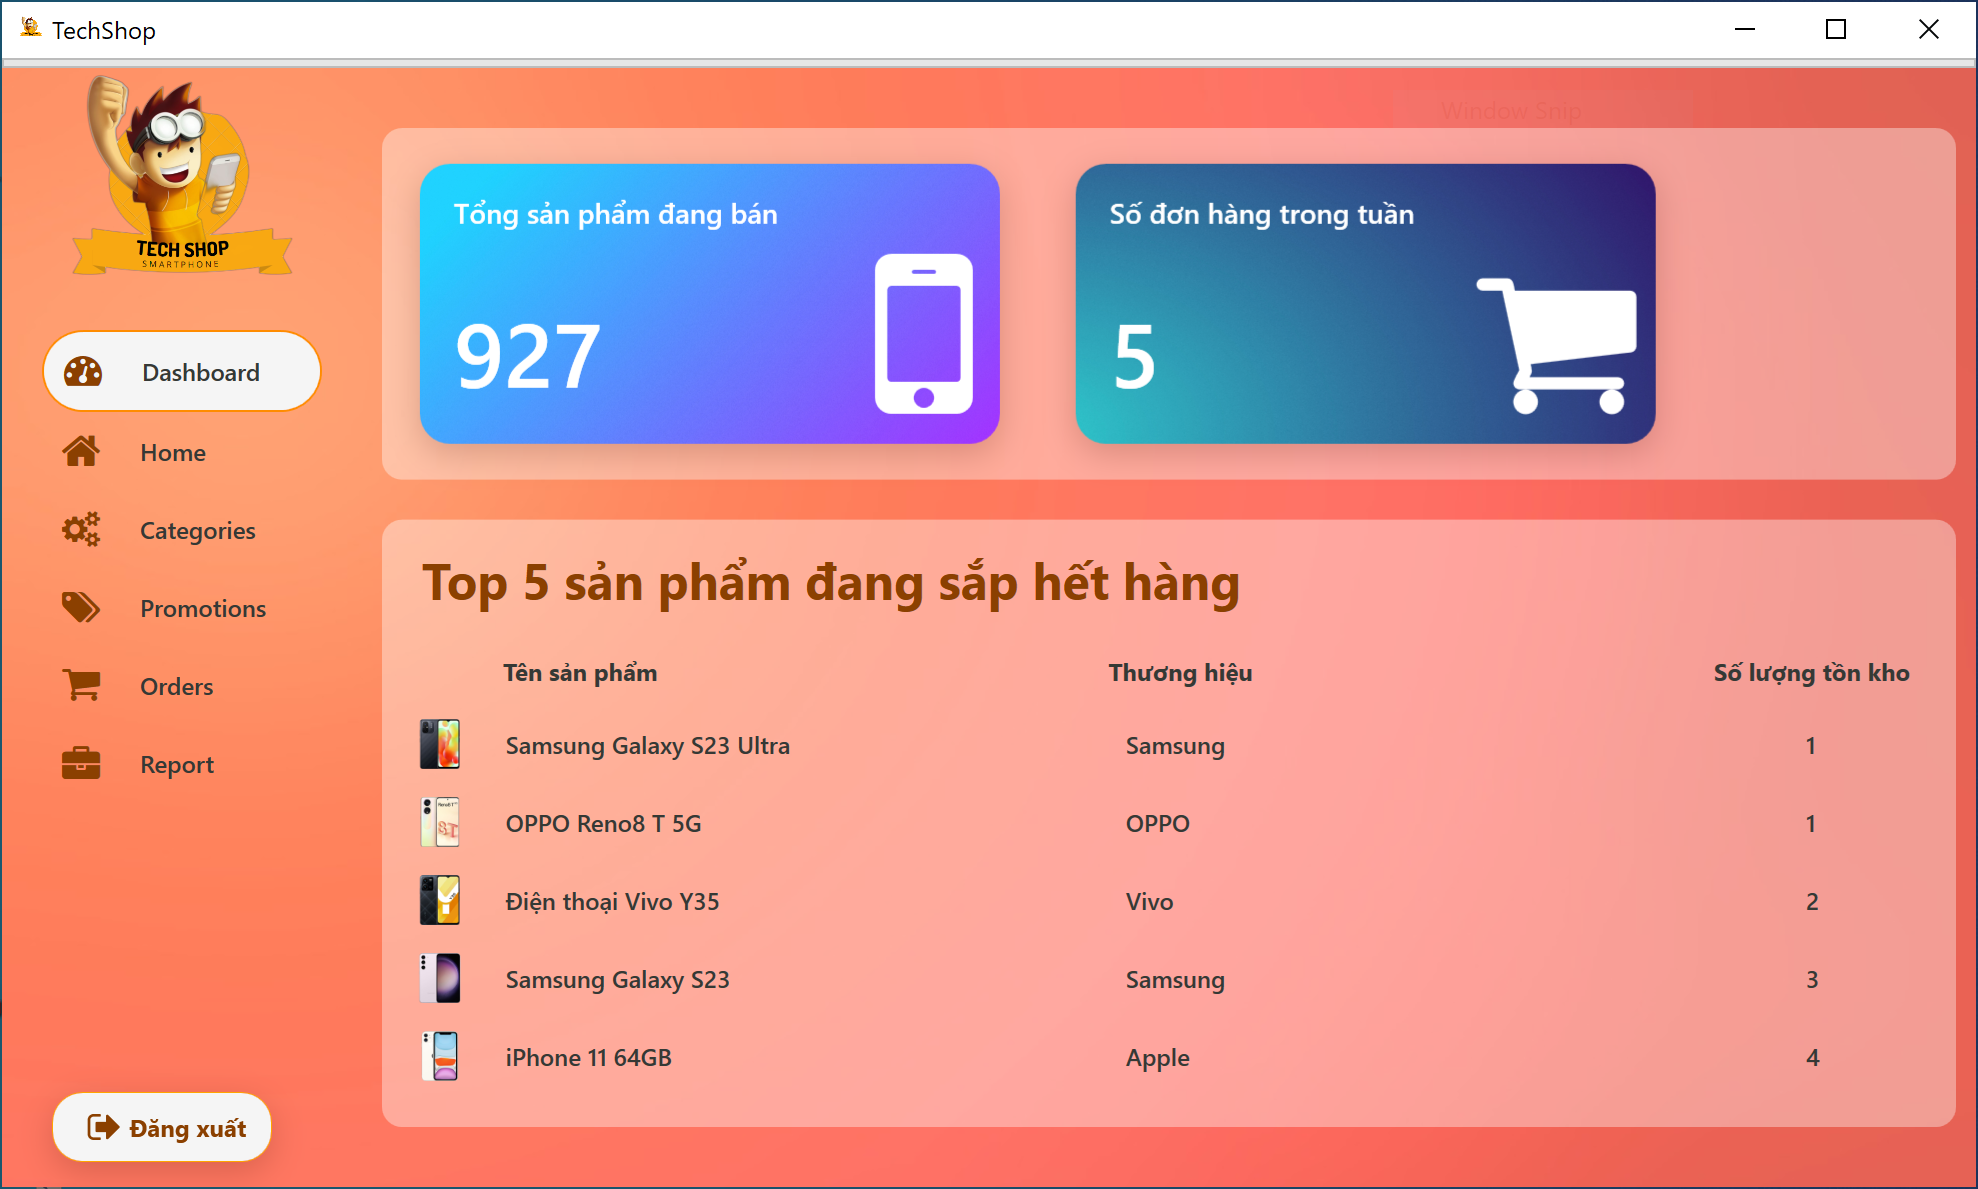 TechShop
Window Snip
TECH SHOP
SMARTPHONE
Dashboard
Home
Categories
Promotions
Orders
Report
Đăng xuất
Tổng sản phẩm đang bán
927
Số đơn hàng trong tuần
5
Top 5 sản phẩm đang sắp hết hàng
Tên sản phẩm Thương hiệu Số lượng tồn kho
Samsung Galaxy S23 Ultra Samsung 1
OPPO Reno8 T 5G OPPO 1
Điện thoại Vivo Y35 Vivo 2
Samsung Galaxy S23 Samsung 3
iPhone 11 64GB Apple 4